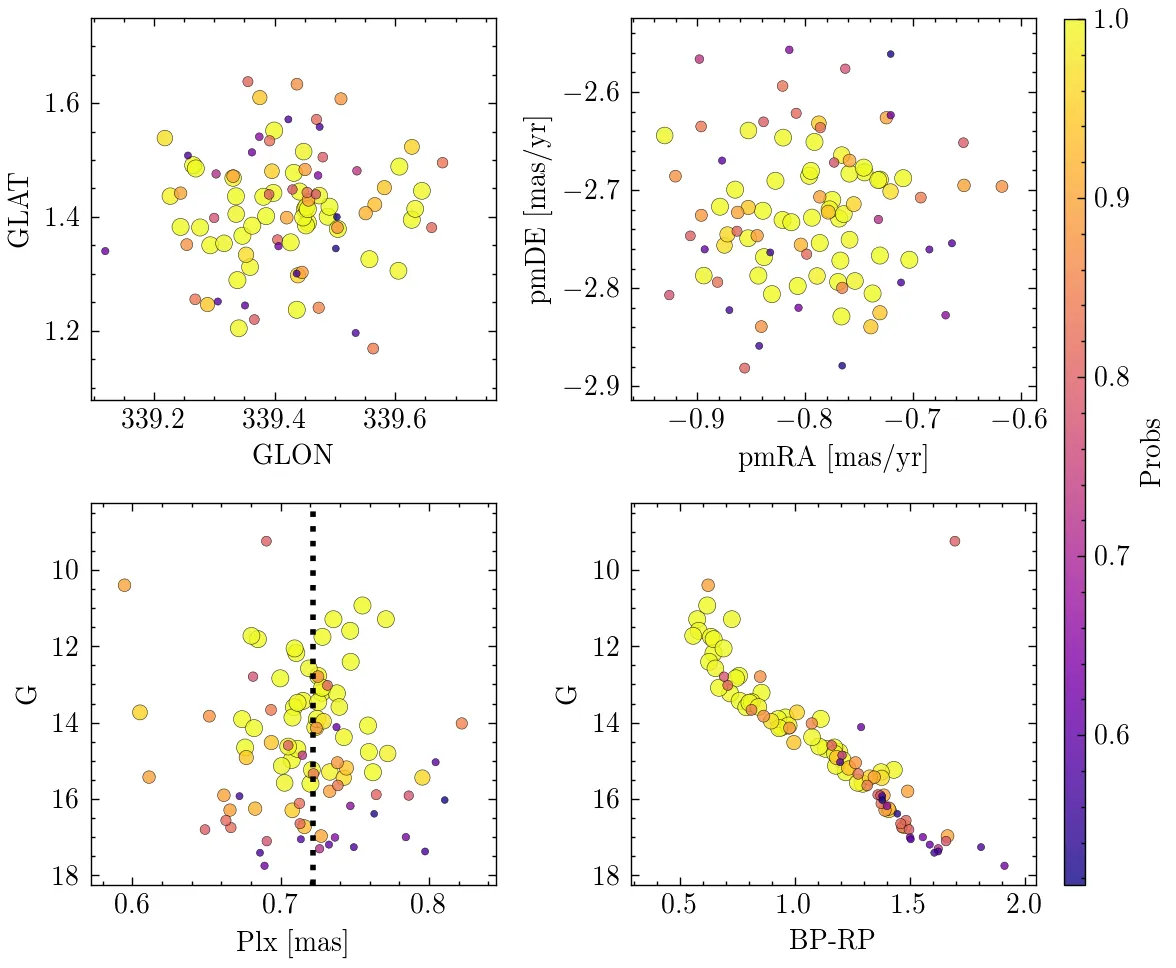 1.6
1.4
1.2
GLAT
339.2 339.4 339.6
GLON
−2.6
−2.7
−2.8
−2.9
pmDE [mas/yr]
−0.9 −0.8 −0.7 −0.6
pmRA [mas/yr]
1.0
0.9
0.8
0.7
0.6
Probs
10
12
14
16
18
G
0.6 0.7 0.8
Plx [mas]
10
12
14
16
18
G
0.5 1.0 1.5 2.0
BP-RP